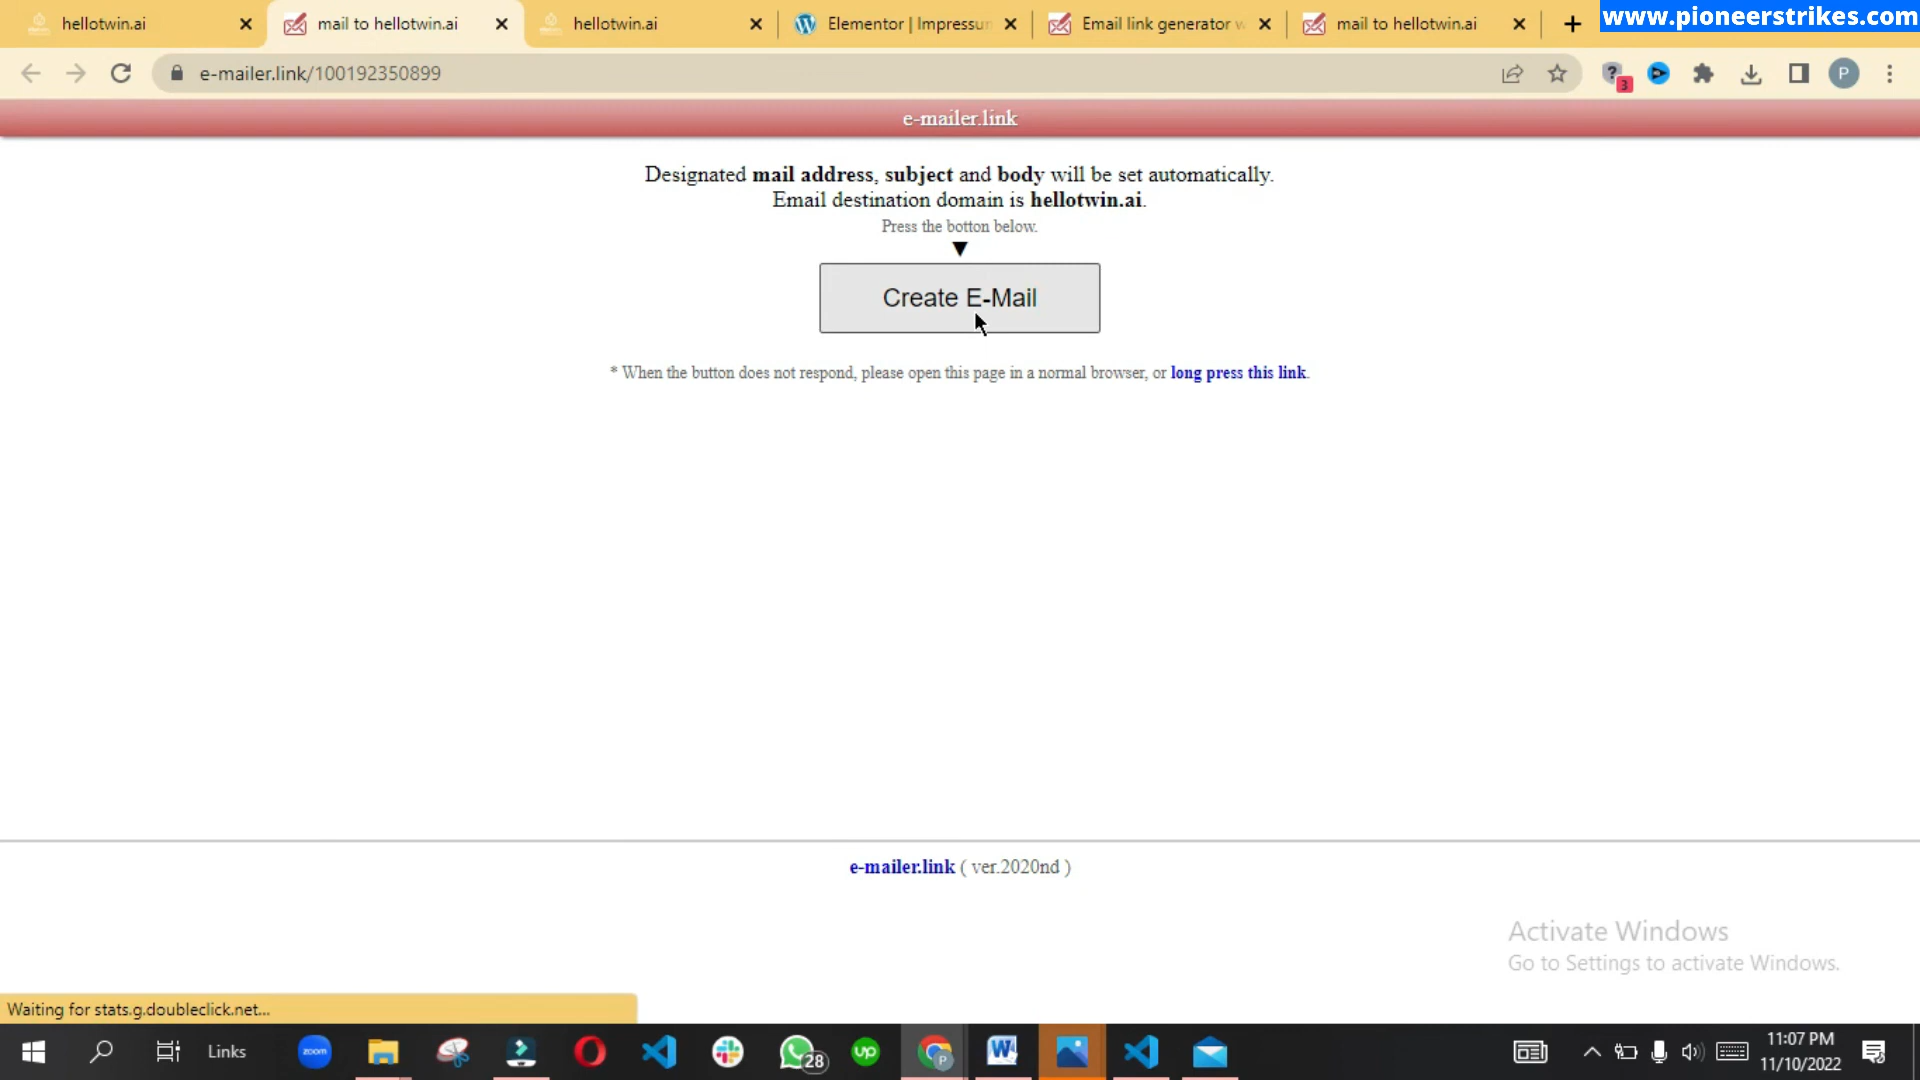 hellotwin.ai
mail to hellotwin.ai
hellotwin.ai
Elementor | Impressun
Email link generator w
mail to hellotwin.ai
www.pioneerstrikes.com
e-mailer.link/100192350899
3
P
e-mailer.link
Designated mail address, subject and body will be set automatically.
Email destination domain is hellotwin.ai.
Press the botton below.
▼
Create E-Mail
* When the button does not respond, please open this page in a normal browser, or long press this link.
e-mailer.link ( ver.2020nd )
Activate Windows
Go to Settings to activate Windows.
Waiting for stats.g.doubleclick.net...
Links
zoom
28
up
P
W
11:07 PM
11/10/2022